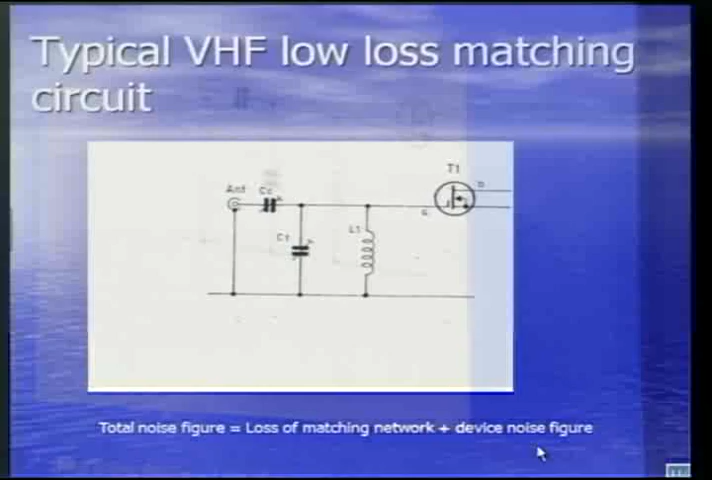 Typical VHF low loss matching
circuit
T1
Ant Cc
D
G
L1
Ct
Total noise figure = Loss of matching network + device noise figure